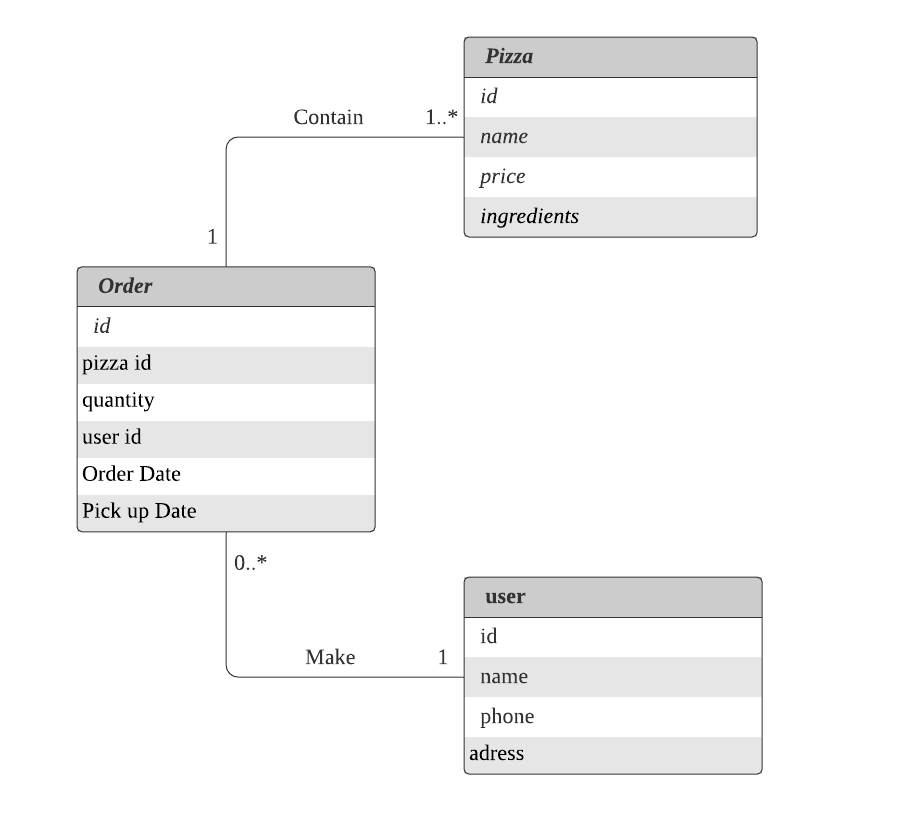 Pizza
id
name
price
ingredients
Contain
1..*
1
Order
id
pizza id
quantity
user id
Order Date
Pick up Date
0..*
Make
1
user
id
name
phone
adress